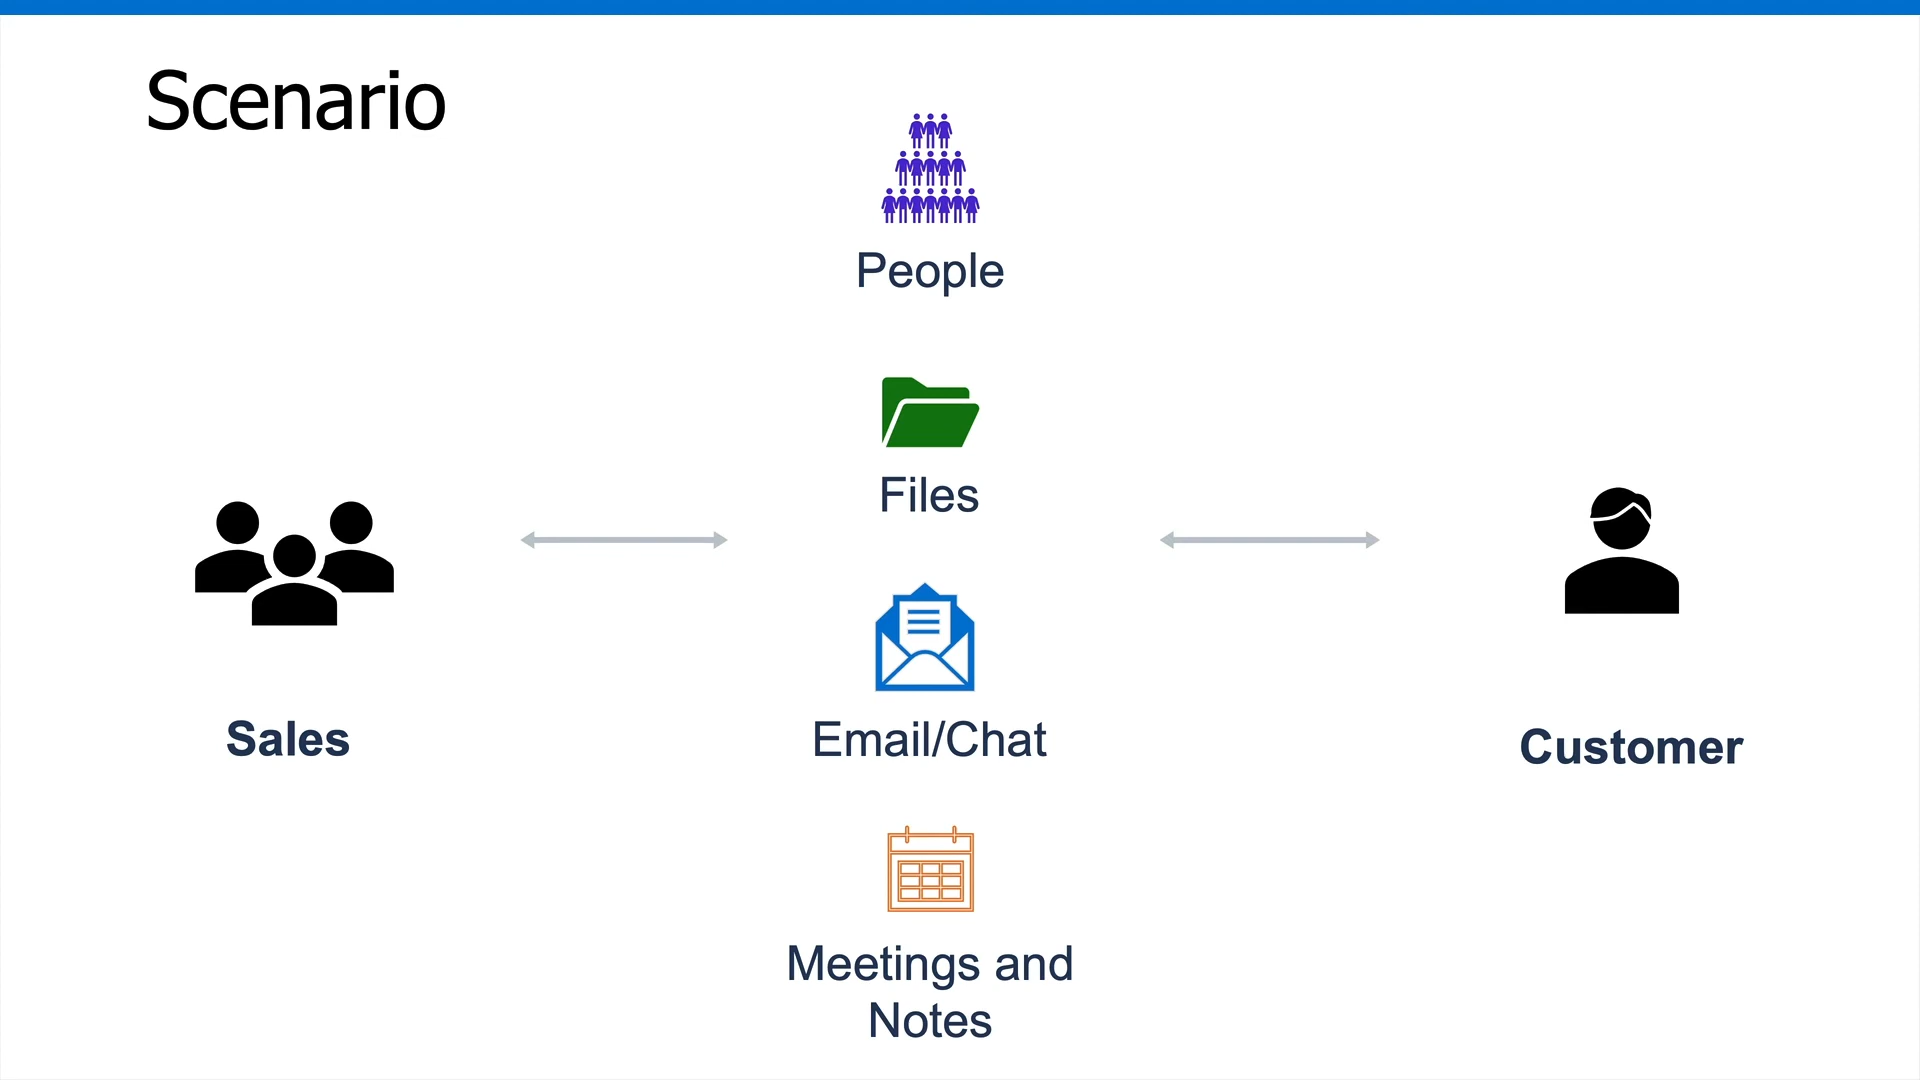 Scenario
People
Files
Email/Chat
Meetings and
Notes
Sales
Customer